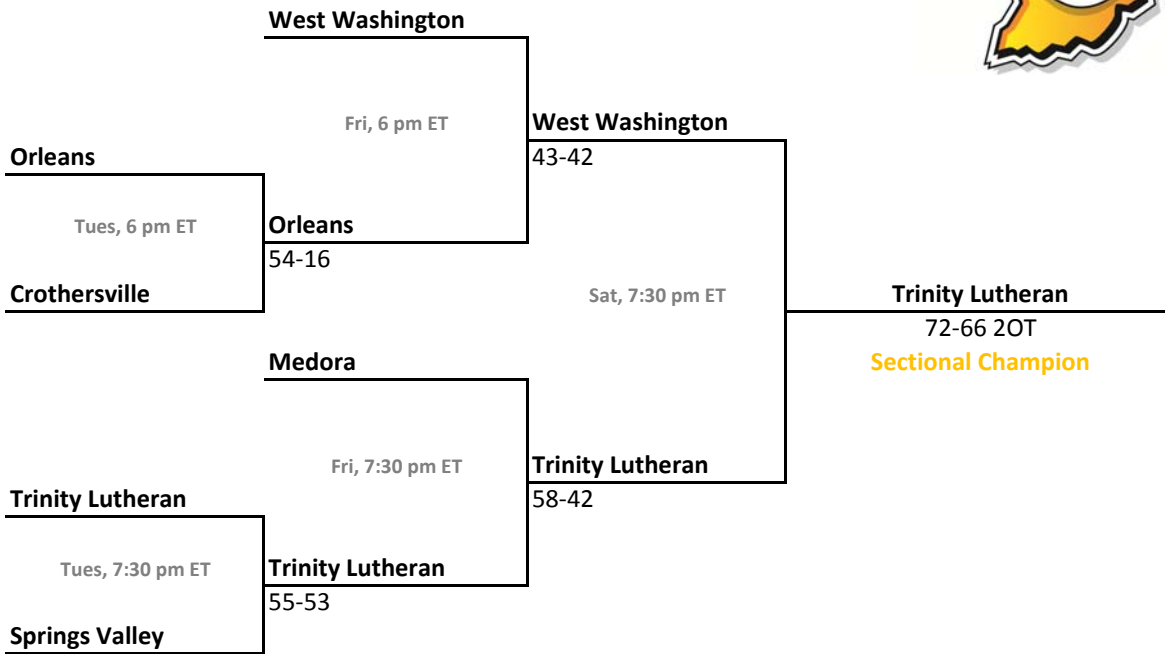 West Washington
Fri, 6 pm ET
West Washington
Orleans
43-42
Tues, 6 pm ET
Orleans
54-16
Crothersville
Sat, 7:30 pm ET
Trinity Lutheran
72-66 2OT
Medora
Sectional Champion
Fri, 7:30 pm ET
Trinity Lutheran
Trinity Lutheran
58-42
Tues, 7:30 pm ET
Trinity Lutheran
55-53
Springs Valley